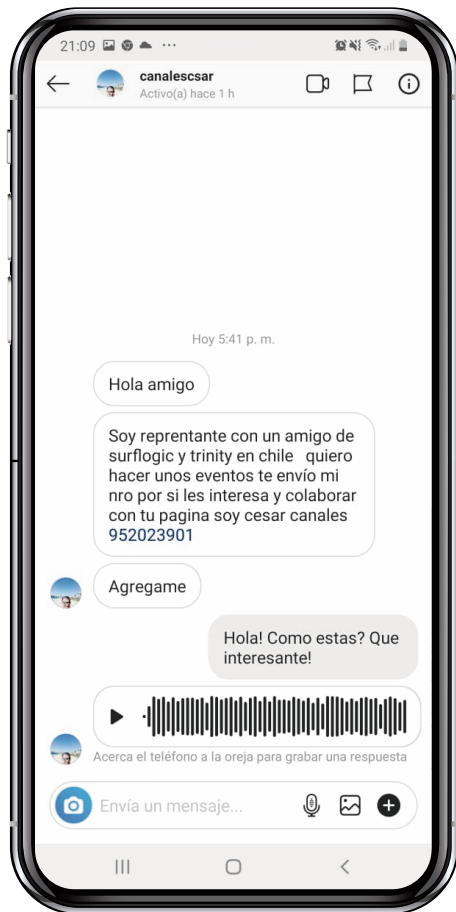 21:09
canalescsar
Activo(a) hace 1 h
Hoy 5:41 p. m.
Hola amigo
Soy reprentante con un amigo de
surflogic y trinity en chile quiero
hacer unos eventos te envío mi
nro por si les interesa y colaborar
con tu pagina soy cesar canales
952023901
Agregame
Hola! Como estas? Que
interesante!
Acerca el teléfono a la oreja para grabar una respuesta
Envía un mensaje...